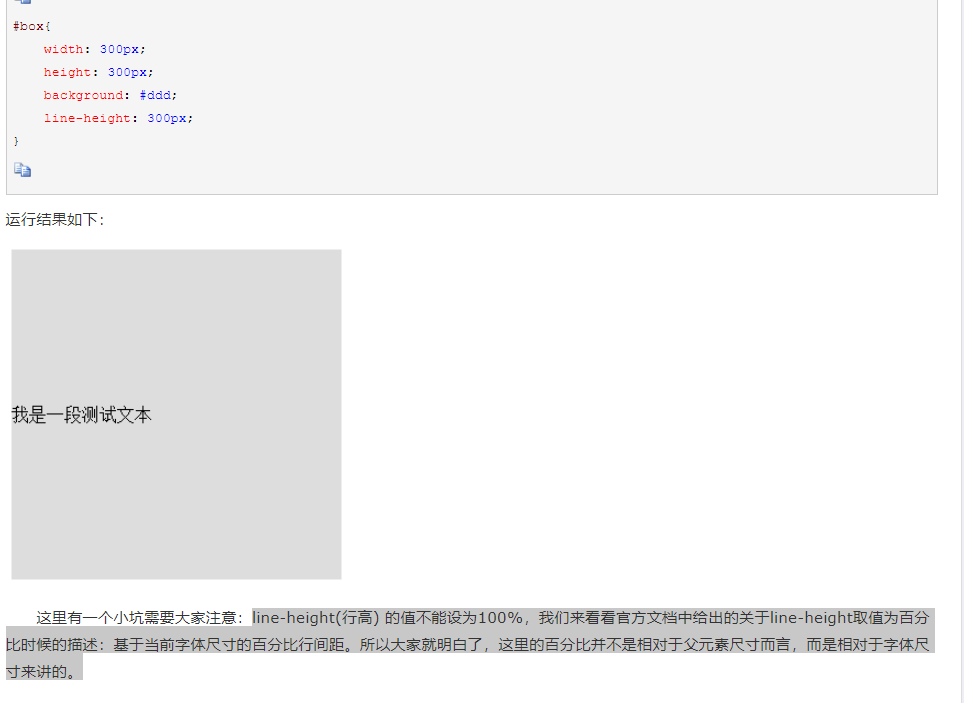 #box{
    width: 300px;
    height: 300px;
    background: #ddd;
    line-height: 300px;
}
运行结果如下：
我是一段测试文本
这里有一个小坑需要大家注意：line-height(行高) 的值不能设为100%，我们来看看官方文档中给出的关于line-height取值为百分
比时候的描述：基于当前字体尺寸的百分比行间距。所以大家就明白了，这里的百分比并不是相对于父元素尺寸而言，而是相对于字体尺
寸来讲的。